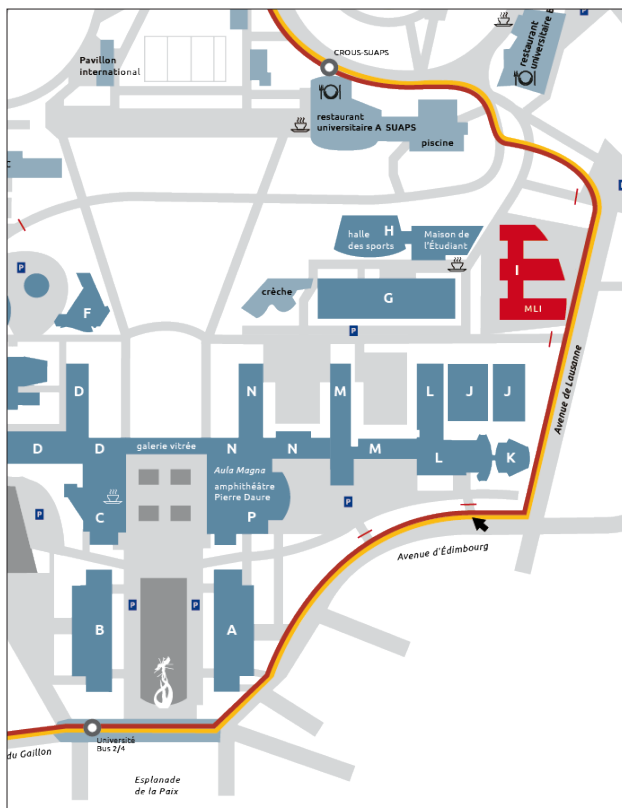 CROUS-SUAPS
restaurant
universitaire B
Pavillon
international
restaurant
universitaire A SUAPS
piscine
C
P
P
halle
des sports
H
Maison de
l'Étudiant
I
MLI
crèche
G
F
P
Avenue de Lausanne
D
N
M
L
J
J
D
D
galerie vitrée
N
N
M
L
K
Aula Magna
amphithéâtre
Pierre Daure
P
C
P
P
P
Avenue d'Édimbourg
B
P
P
A
Université
Bus 2/4
du Gaillon
Esplanade
de la Paix